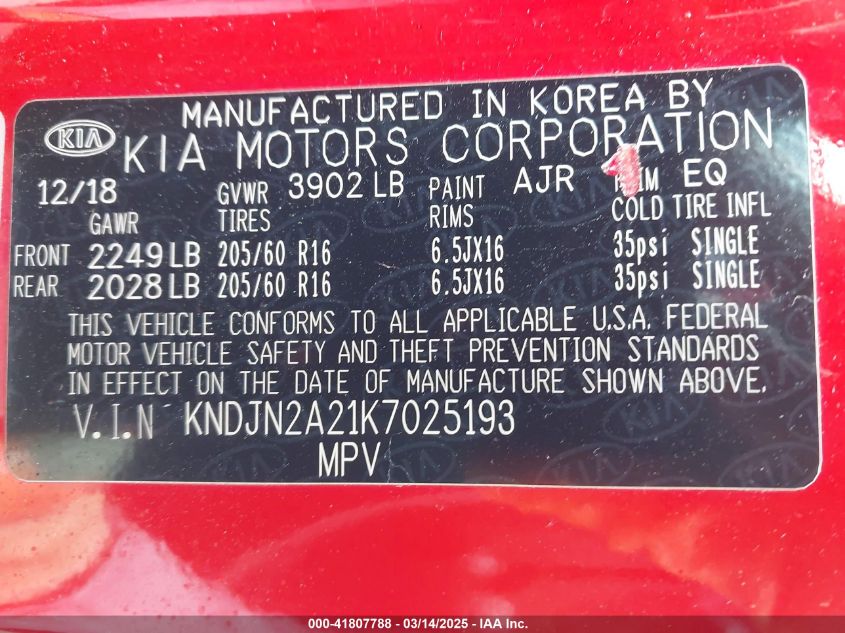 MANUFACTURED IN KOREA BY
KIA KIA MOTORS CORPORATION
12/18 GVWR 3902 LB PAINT AJR EQ
GAWR TIRES RIMS COLD TIRE INFL
FRONT 2249 LB 205/60 R16 6.5JX16 35psi SINGLE
REAR 2028 LB 205/60 R16 6.5JX16 35psi SINGLE
THIS VEHICLE CONFORMS TO ALL APPLICABLE U.S.A. FEDERAL
MOTOR VEHICLE SAFETY AND THEFT PREVENTION STANDARDS
IN EFFECT ON THE DATE OF MANUFACTURE SHOWN ABOVE.
V.I.N KNDJN2A21K7025193
MPV
000-41807788 - 03/14/2025 - IAA Inc.